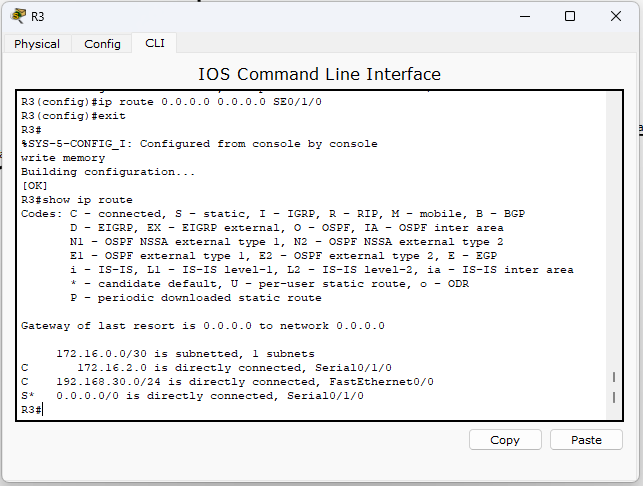 R3
Physical Config CLI
IOS Command Line Interface
R3(config)#ip route 0.0.0.0 0.0.0.0 SE0/1/0
R3(config)#exit
R3#
%SYS-5-CONFIG_I: Configured from console by console
write memory
Building configuration...
[OK]
R3#show ip route
Codes: C - connected, S - static, I - IGRP, R - RIP, M - mobile, B - BGP
D - EIGRP, EX - EIGRP external, O - OSPF, IA - OSPF inter area
N1 - OSPF NSSA external type 1, N2 - OSPF NSSA external type 2
E1 - OSPF external type 1, E2 - OSPF external type 2, E - EGP
i - IS-IS, L1 - IS-IS level-1, L2 - IS-IS level-2, ia - IS-IS inter area
* - candidate default, U - per-user static route, o - ODR
P - periodic downloaded static route
Gateway of last resort is 0.0.0.0 to network 0.0.0.0
172.16.0.0/30 is subnetted, 1 subnets
C 172.16.2.0 is directly connected, Serial0/1/0
C 192.168.30.0/24 is directly connected, FastEthernet0/0
S* 0.0.0.0/0 is directly connected, Serial0/1/0
R3#
Copy Paste